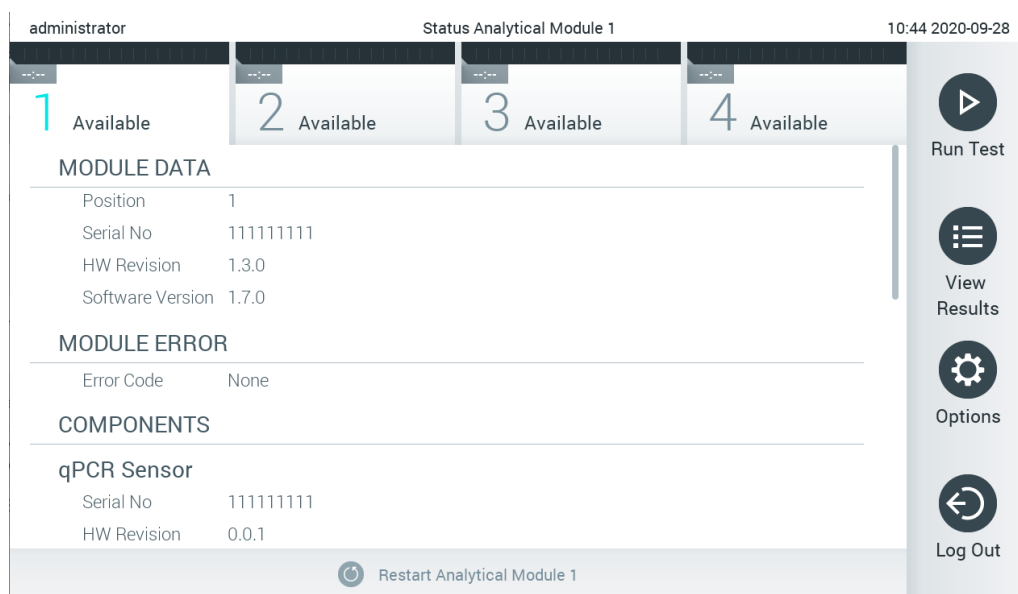 administrator Status Analytical Module 1 10:44 2020-09-28
--:-- --:-- --:-- --:--
1 Available 2 Available 3 Available 4 Available
MODULE DATA
Position 1
Serial No 111111111
HW Revision 1.3.0
Software Version 1.7.0
MODULE ERROR
Error Code None
COMPONENTS
qPCR Sensor
Serial No 111111111
HW Revision 0.0.1
Restart Analytical Module 1
Run Test
View
Results
Options
Log Out